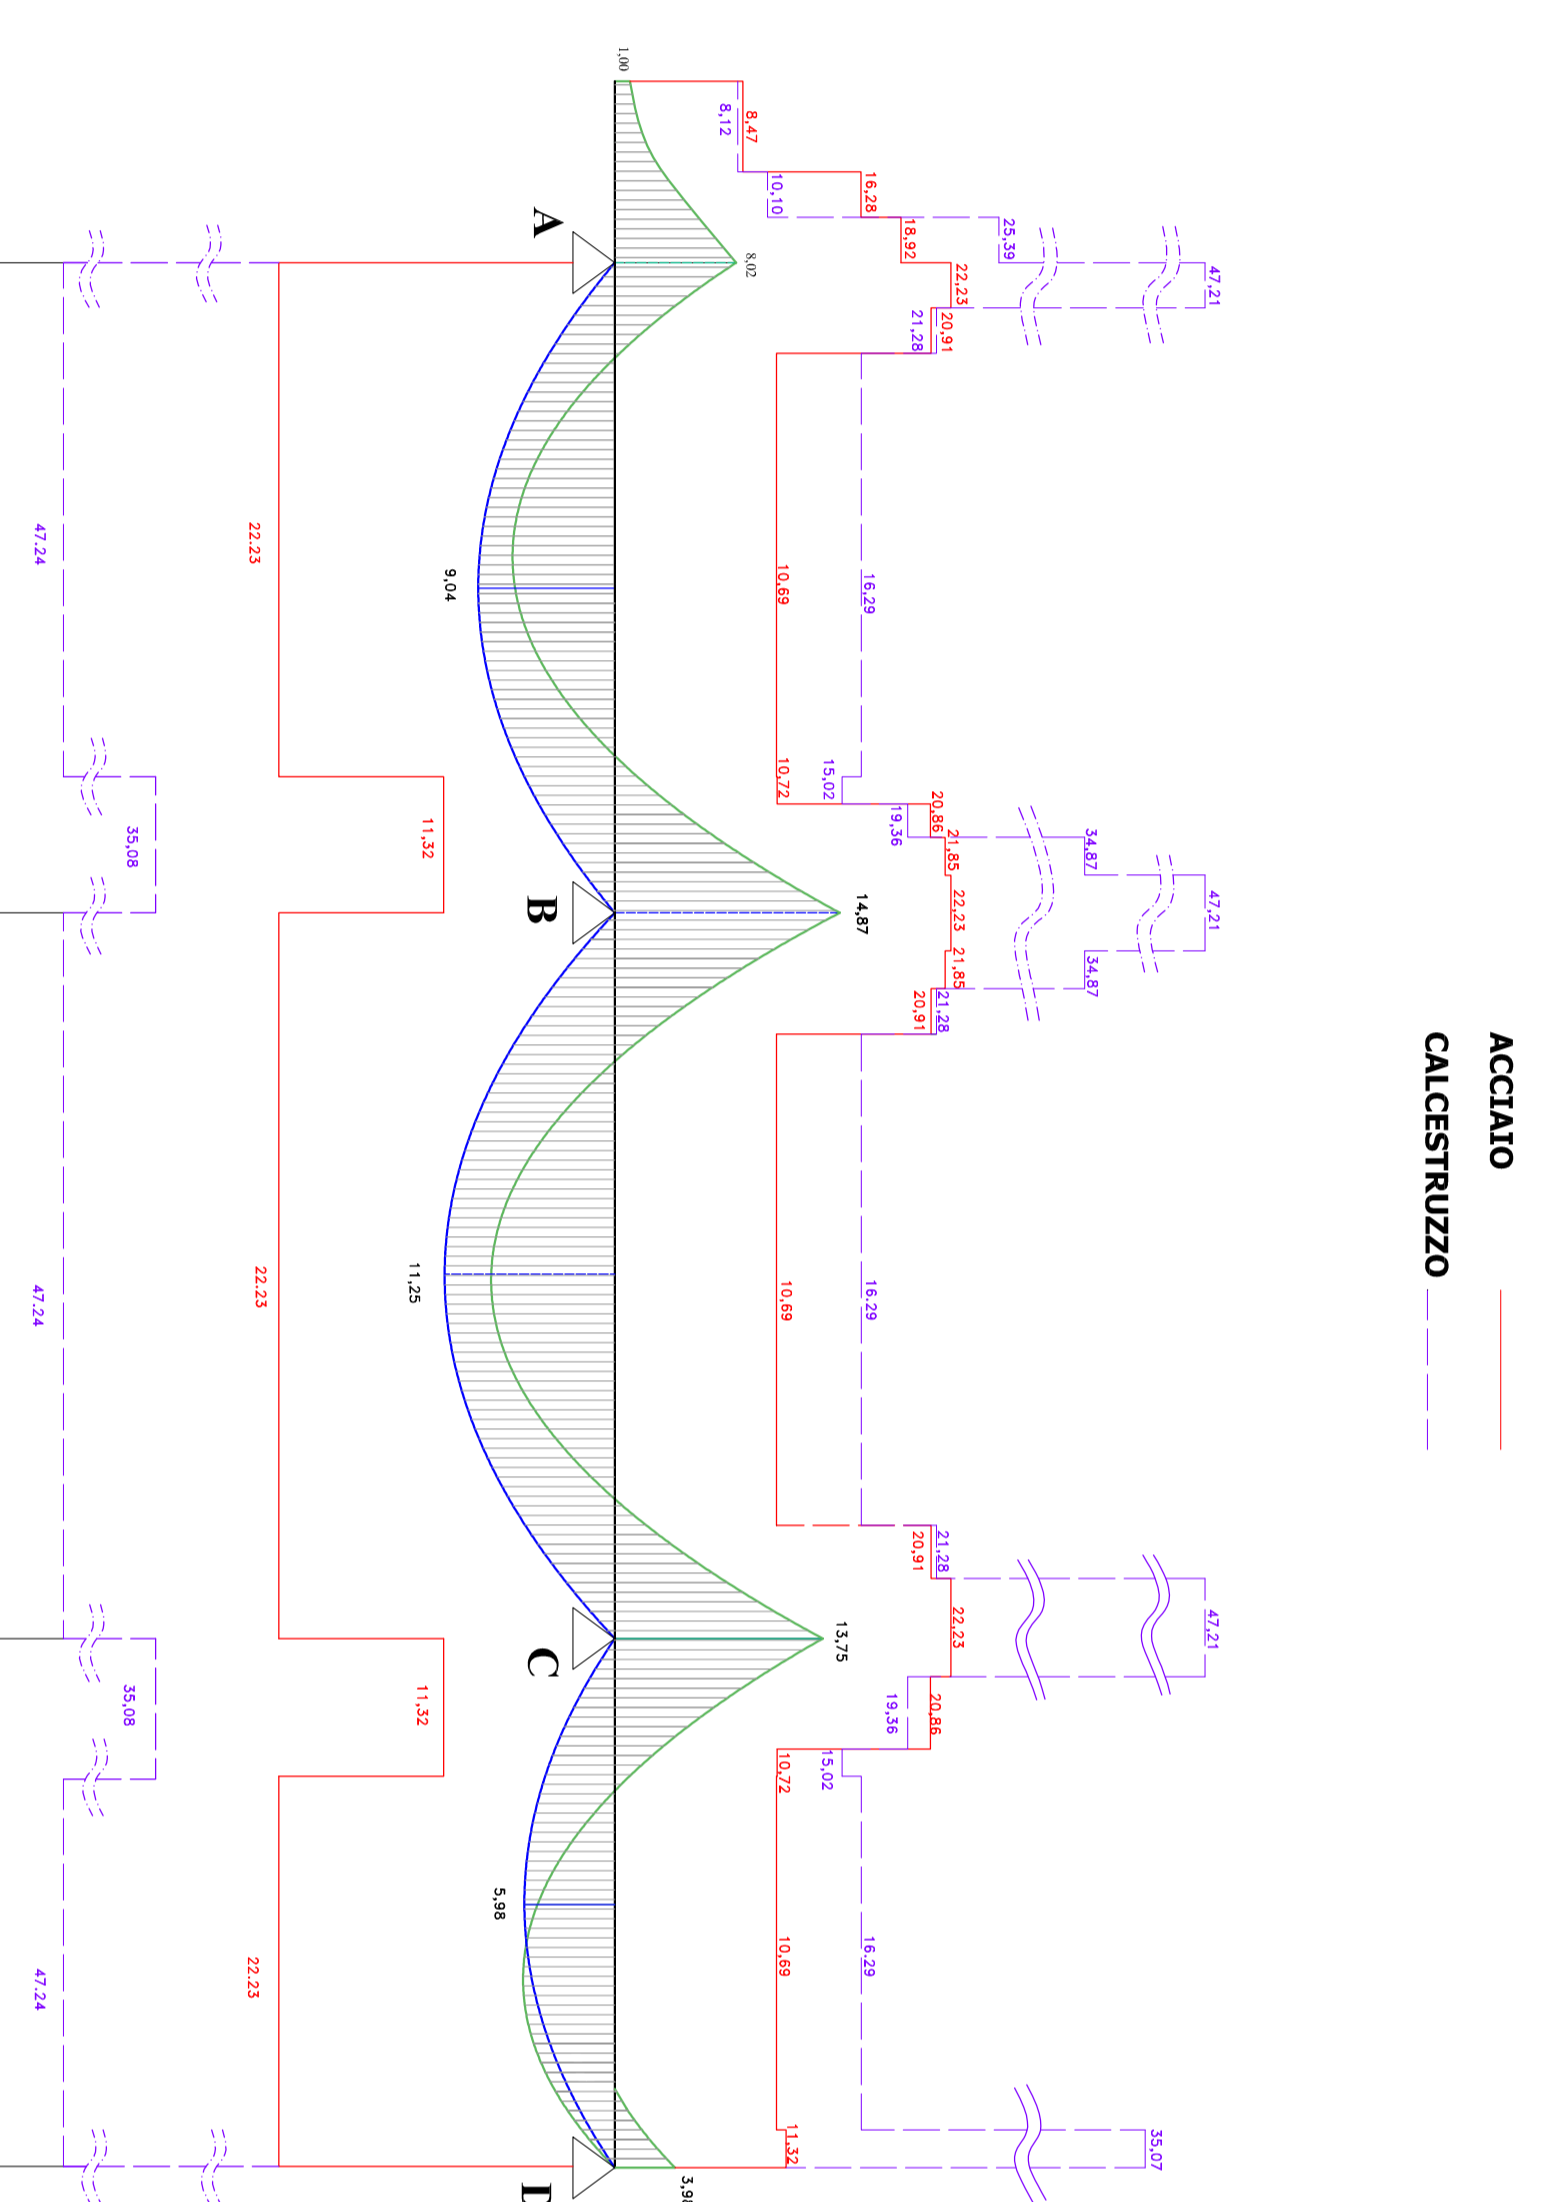 ACCIAIO
CALCESTRUZZO
47,21 47,21 47,21
35,07
34,87 34,87
25,39
22,23 21,85 22,23 21,85 22,23
20,91 20,86 21,28 21,28 20,86
18,92 21,28 20,91 20,91
19,36 19,36
16,28 16,29 14,87 16.29 16.29
13,75
15,02 15,02
11,32
10,10 10,69 10,72 10,69 10,72 10,69
8,47 8,02
8,12
3,98
1,00
A B C D
5,98
9,04
11,32 11,32
11,25
22.23 22.23 22.23
35,08 35,08
47.24 47.24 47.24